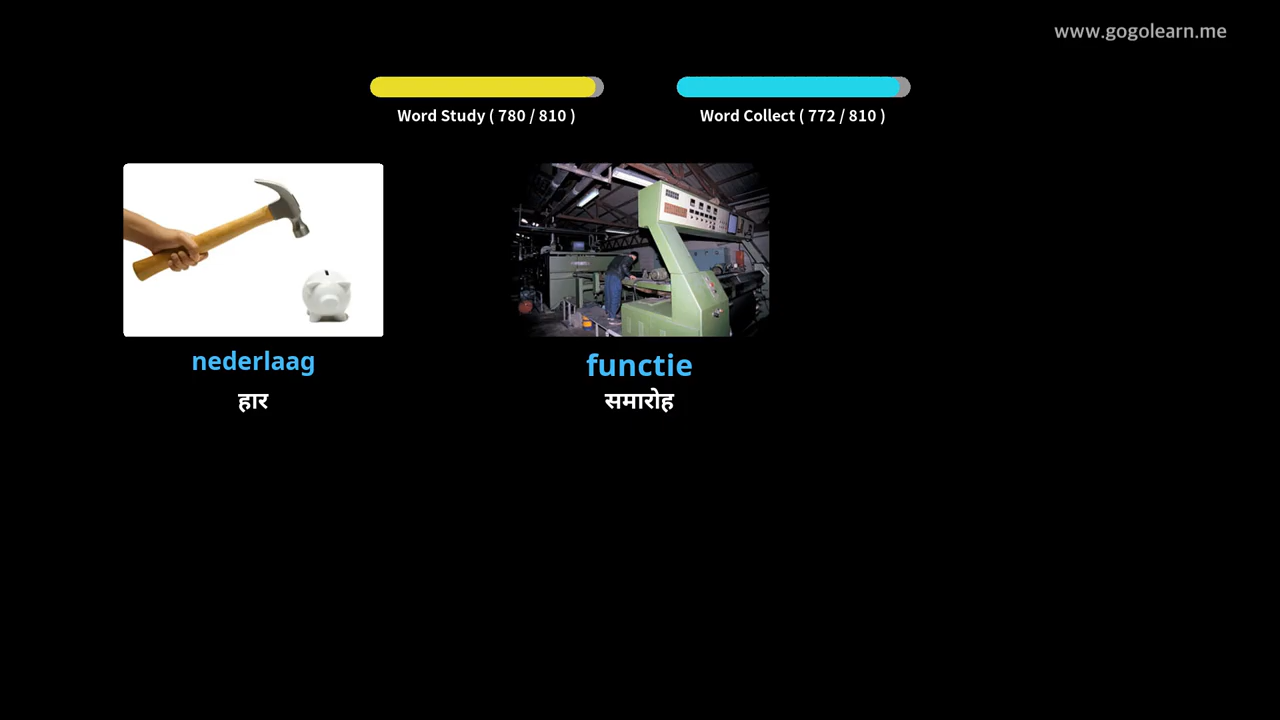 www.gogolearn.me
Word Study ( 780 / 810 )
Word Collect ( 772 / 810 )
nederlaag
हार
functie
समारोह